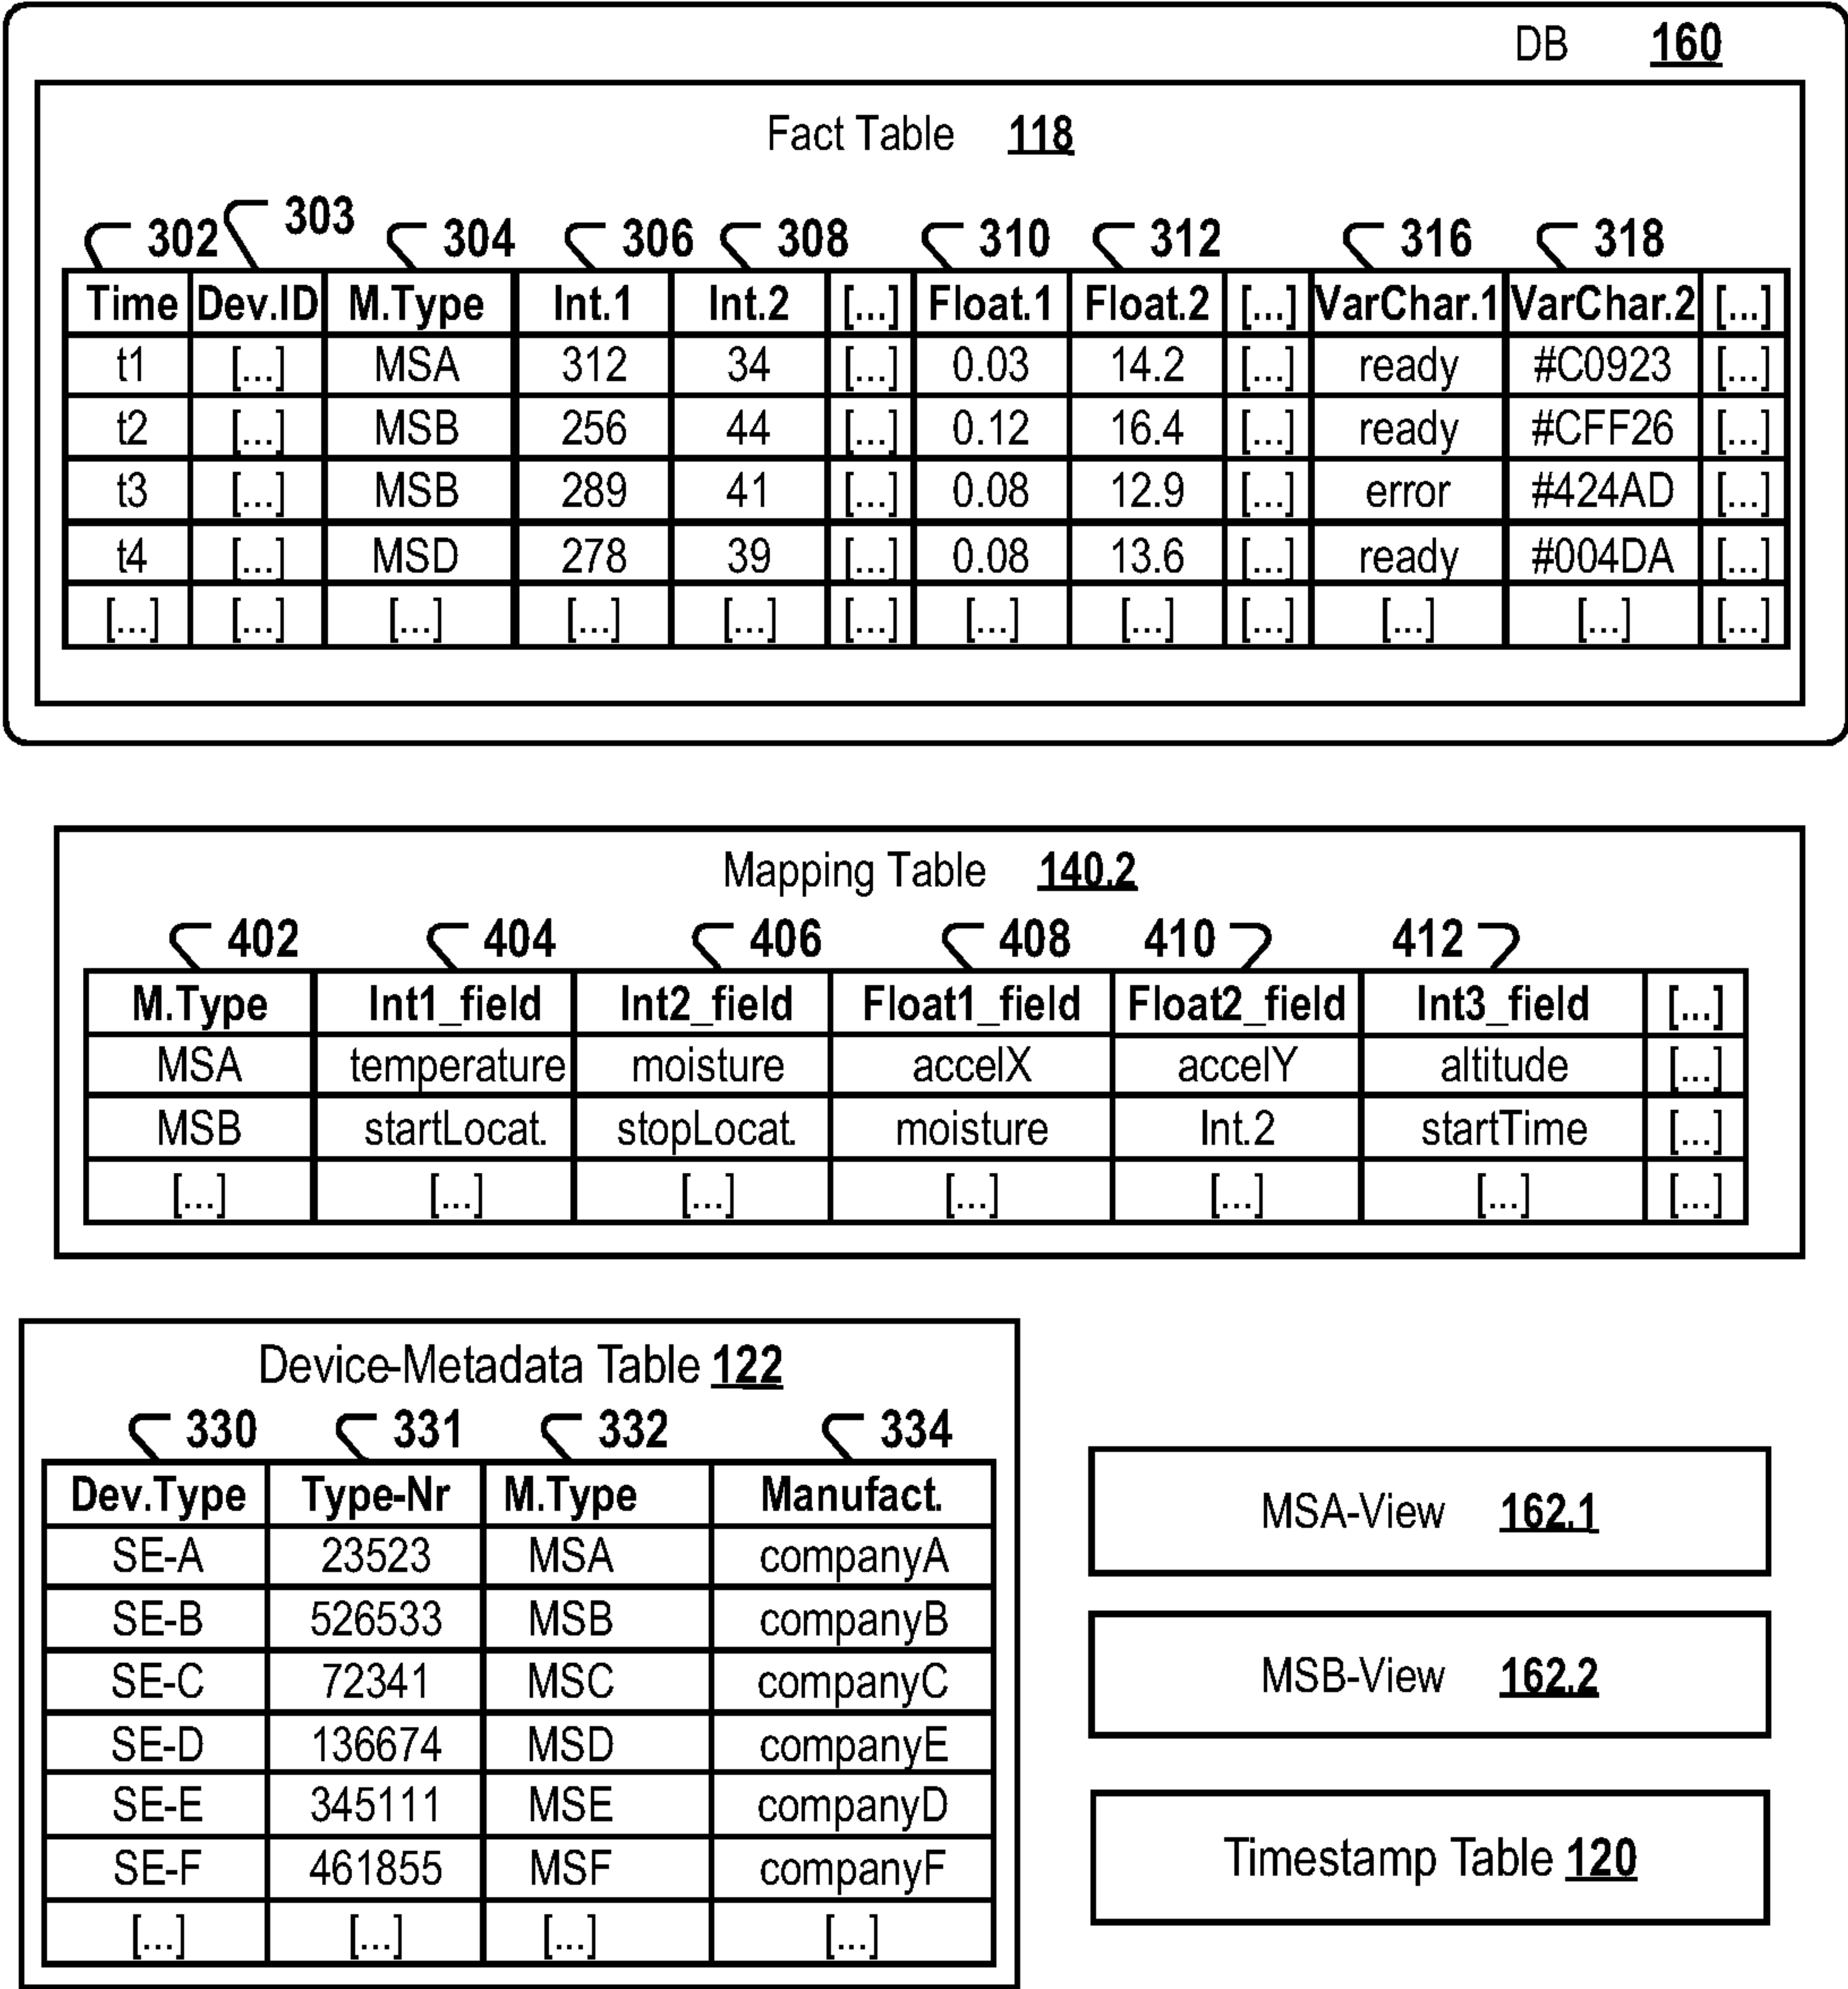 DB 160
Fact Table 118
302 303 304 306 308 310 312 316 318
Time Dev.ID M.Type Int.1 Int.2 [...] Float.1 Float.2 [...] VarChar.1 VarChar.2 [...]
t1 [...] MSA 312 34 [...] 0.03 14.2 [...] ready #C0923 [...]
t2 [...] MSB 256 44 [...] 0.12 16.4 [...] ready #CFF26 [...]
t3 [...] MSB 289 41 [...] 0.08 12.9 [...] error #424AD [...]
t4 [...] MSD 278 39 [...] 0.08 13.6 [...] ready #004DA [...]
[...] [...] [...] [...] [...] [...] [...] [...] [...] [...] [...] [...]
Mapping Table 140.2
402 404 406 408 410 412
M.Type Int1_field Int2_field Float1_field Float2_field Int3_field [...]
MSA temperature moisture accelX accelY altitude [...]
MSB startLocat. stopLocat. moisture Int.2 startTime [...]
[...] [...] [...] [...] [...] [...] [...]
Device-Metadata Table 122
330 331 332 334
Dev.Type Type-Nr M.Type Manufact.
SE-A 23523 MSA companyA
SE-B 526533 MSB companyB
SE-C 72341 MSC companyC
SE-D 136674 MSD companyE
SE-E 345111 MSE companyD
SE-F 461855 MSF companyF
[...] [...] [...] [...]
MSA-View 162.1
MSB-View 162.2
Timestamp Table 120